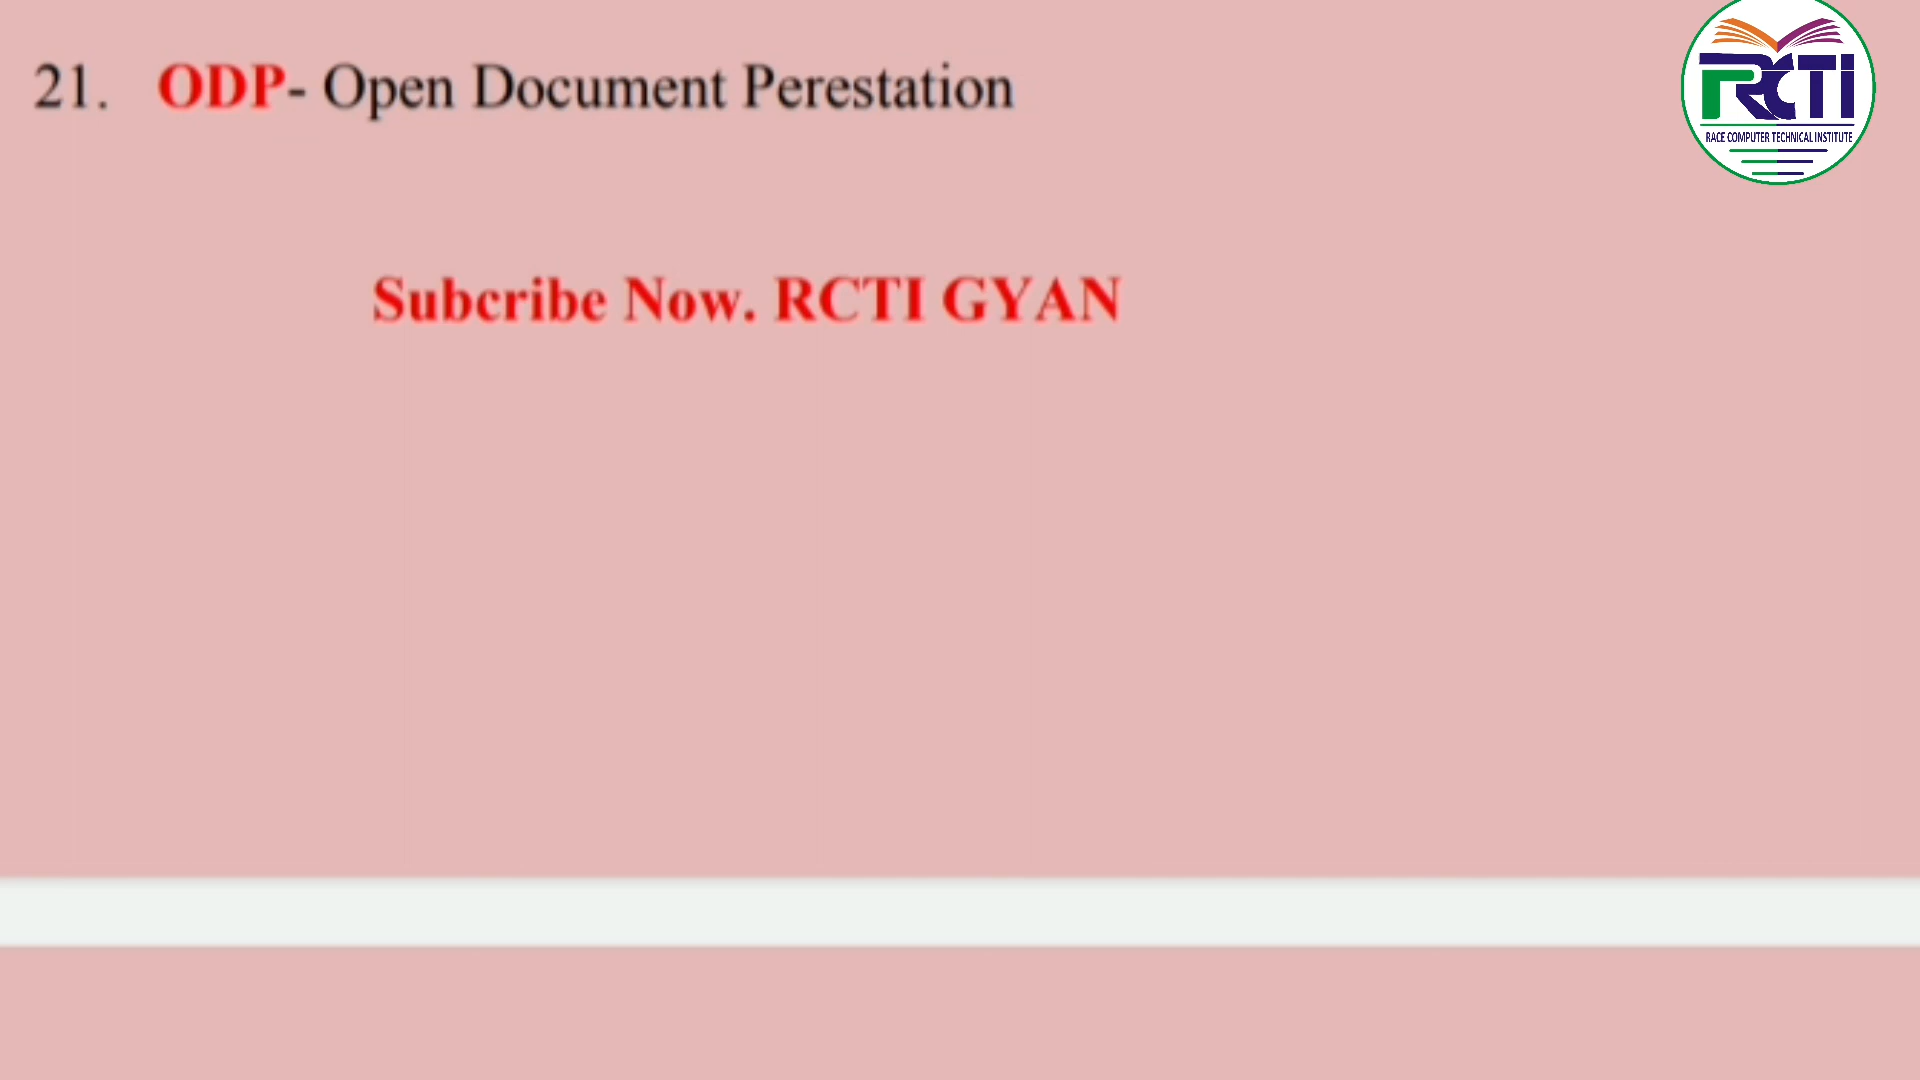 21. ODP- Open Document Perestation
RCTI
RACE COMPUTER TECHNICAL INSTITUTE
Subcribe Now. RCTI GYAN